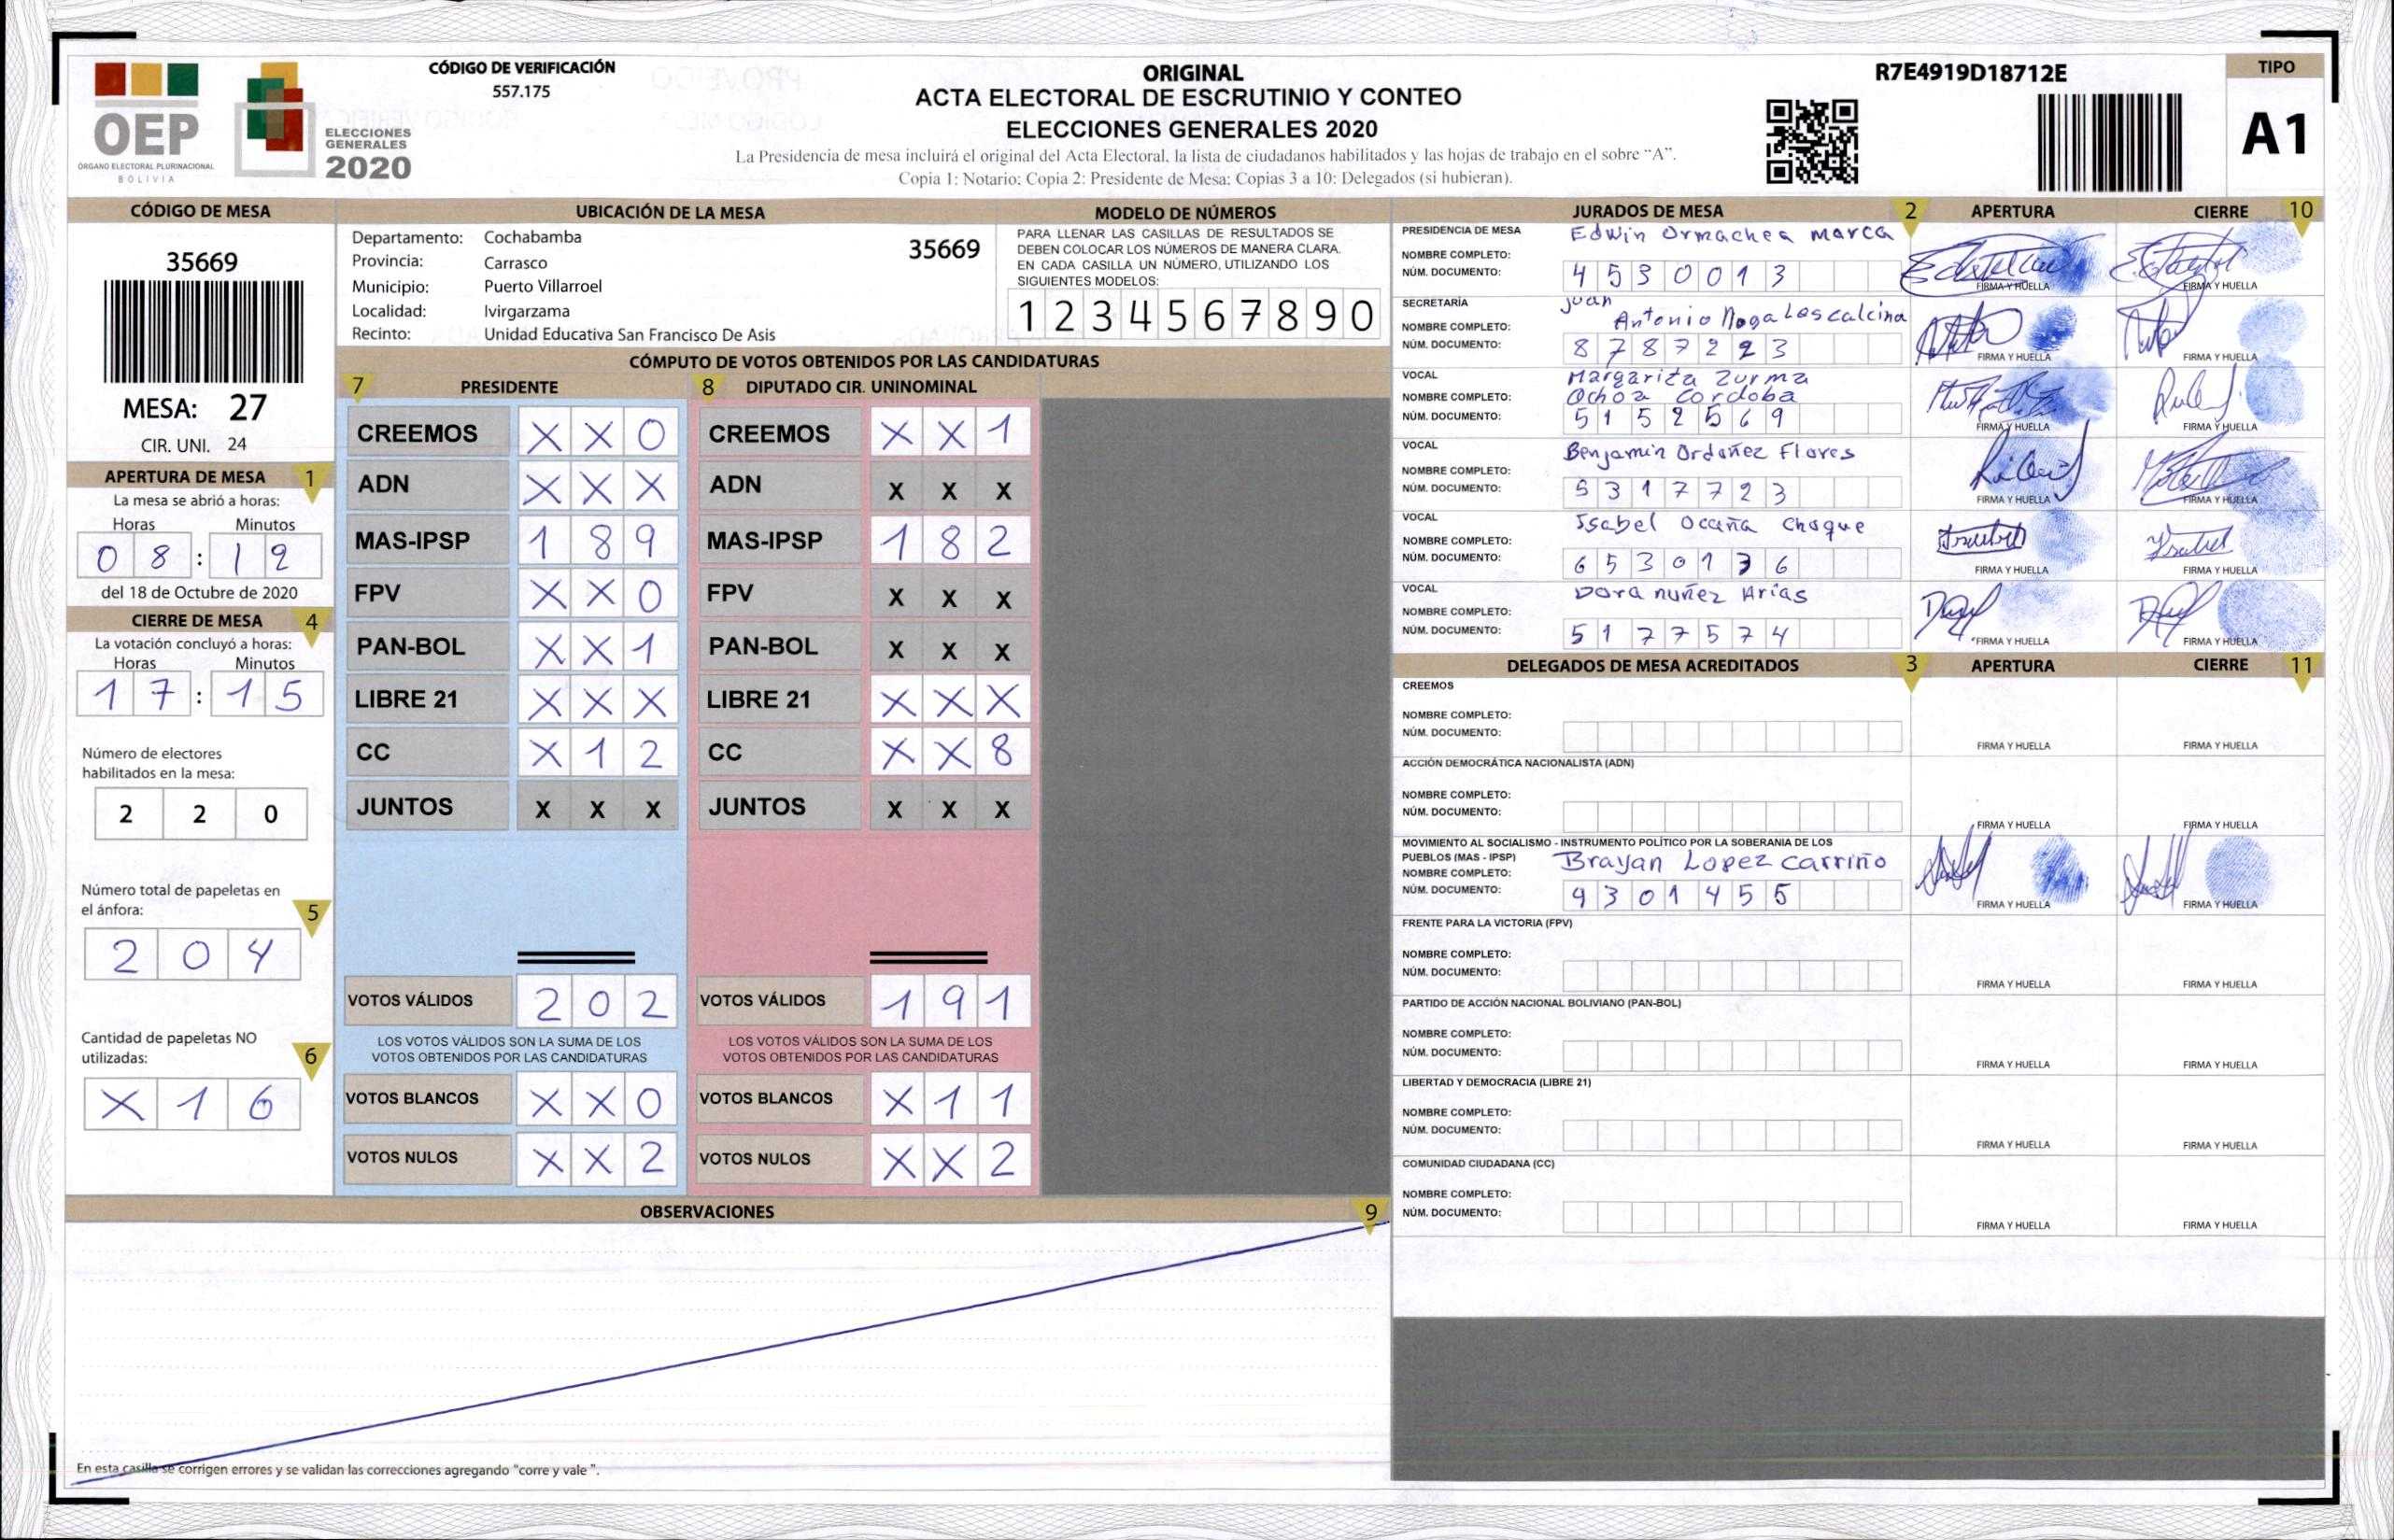 CÓDIGO DE VERIFICACIÓN
557.175
OEP
ÓRGANO ELECTORAL PLURINACIONAL
BOLIVIA
ELECCIONES
GENERALES
2020
ORIGINAL
ACTA ELECTORAL DE ESCRUTINIO Y CONTEO
ELECCIONES GENERALES 2020
La Presidencia de mesa incluirá el original del Acta Electoral, la lista de ciudadanos habilitados y las hojas de trabajo en el sobre "A".
Copia 1: Notario; Copia 2: Presidente de Mesa; Copias 3 a 10: Delegados (si hubieran).
R7E4919D18712E
TIPO
A1
CÓDIGO DE MESA
35669
MESA: 27
CIR. UNI. 24
APERTURA DE MESA 1
La mesa se abrió a horas:
Horas Minutos
0 8 : 1 2
del 18 de Octubre de 2020
CIERRE DE MESA 4
La votación concluyó a horas:
Horas Minutos
1 7 : 1 5
Número de electores
habilitados en la mesa:
2 2 0
Número total de papeletas en
el ánfora: 5
2 0 4
Cantidad de papeletas NO
utilizadas: 6
X 1 6
UBICACIÓN DE LA MESA
Departamento: Cochabamba 35669
Provincia: Carrasco
Municipio: Puerto Villarroel
Localidad: Ivirgarzama
Recinto: Unidad Educativa San Francisco De Asis
MODELO DE NÚMEROS
PARA LLENAR LAS CASILLAS DE RESULTADOS SE
DEBEN COLOCAR LOS NÚMEROS DE MANERA CLARA.
EN CADA CASILLA UN NÚMERO, UTILIZANDO LOS
SIGUIENTES MODELOS:
1 2 3 4 5 6 7 8 9 0
CÓMPUTO DE VOTOS OBTENIDOS POR LAS CANDIDATURAS
7 PRESIDENTE 8 DIPUTADO CIR. UNINOMINAL
CREEMOS X X 0 CREEMOS X X 1
ADN X X X ADN X X X
MAS-IPSP 1 8 9 MAS-IPSP 1 8 2
FPV X X 0 FPV X X X
PAN-BOL X X 1 PAN-BOL X X X
LIBRE 21 X X X LIBRE 21 X X X
CC X 1 2 CC X X 8
JUNTOS X X X JUNTOS X X X
VOTOS VÁLIDOS 2 0 2 VOTOS VÁLIDOS 1 9 1
LOS VOTOS VÁLIDOS SON LA SUMA DE LOS LOS VOTOS VÁLIDOS SON LA SUMA DE LOS
VOTOS OBTENIDOS POR LAS CANDIDATURAS VOTOS OBTENIDOS POR LAS CANDIDATURAS
VOTOS BLANCOS X X 0 VOTOS BLANCOS X 1 1
VOTOS NULOS X X 2 VOTOS NULOS X X 2
OBSERVACIONES 9
En esta casilla se corrigen errores y se validan las correcciones agregando "corre y vale ".
JURADOS DE MESA 2 APERTURA CIERRE 10
PRESIDENCIA DE MESA Edwin Ormachea Marca
NOMBRE COMPLETO:
NÚM. DOCUMENTO: 4 5 3 0 0 1 3 FIRMA Y HUELLA FIRMA Y HUELLA
SECRETARÍA Juan
NOMBRE COMPLETO: Antonio Nogales calcina
NÚM. DOCUMENTO: 8 7 8 7 2 2 3 FIRMA Y HUELLA FIRMA Y HUELLA
VOCAL Margarita Zurma
NOMBRE COMPLETO: Ochoa Cordoba
NÚM. DOCUMENTO: 5 1 5 2 5 6 9 FIRMA Y HUELLA FIRMA Y HUELLA
VOCAL Benjamin Ordoñez Flores
NOMBRE COMPLETO:
NÚM. DOCUMENTO: 5 3 1 7 7 2 3 FIRMA Y HUELLA FIRMA Y HUELLA
VOCAL Isabel Ocaña Choque
NOMBRE COMPLETO:
NÚM. DOCUMENTO: 6 5 3 0 1 3 6 FIRMA Y HUELLA FIRMA Y HUELLA
VOCAL Dora nuñez Arias
NOMBRE COMPLETO:
NÚM. DOCUMENTO: 5 1 7 7 5 7 4 FIRMA Y HUELLA FIRMA Y HUELLA
DELEGADOS DE MESA ACREDITADOS 3 APERTURA CIERRE 11
CREEMOS
NOMBRE COMPLETO:
NÚM. DOCUMENTO: FIRMA Y HUELLA FIRMA Y HUELLA
ACCIÓN DEMOCRÁTICA NACIONALISTA (ADN)
NOMBRE COMPLETO:
NÚM. DOCUMENTO: FIRMA Y HUELLA FIRMA Y HUELLA
MOVIMIENTO AL SOCIALISMO - INSTRUMENTO POLÍTICO POR LA SOBERANIA DE LOS
PUEBLOS (MAS - IPSP) Brayan Lopez Carriño
NOMBRE COMPLETO:
NÚM. DOCUMENTO: 9 3 0 1 4 5 5 FIRMA Y HUELLA FIRMA Y HUELLA
FRENTE PARA LA VICTORIA (FPV)
NOMBRE COMPLETO:
NÚM. DOCUMENTO: FIRMA Y HUELLA FIRMA Y HUELLA
PARTIDO DE ACCIÓN NACIONAL BOLIVIANO (PAN-BOL)
NOMBRE COMPLETO:
NÚM. DOCUMENTO: FIRMA Y HUELLA FIRMA Y HUELLA
LIBERTAD Y DEMOCRACIA (LIBRE 21)
NOMBRE COMPLETO:
NÚM. DOCUMENTO: FIRMA Y HUELLA FIRMA Y HUELLA
COMUNIDAD CIUDADANA (CC)
NOMBRE COMPLETO:
NÚM. DOCUMENTO: FIRMA Y HUELLA FIRMA Y HUELLA